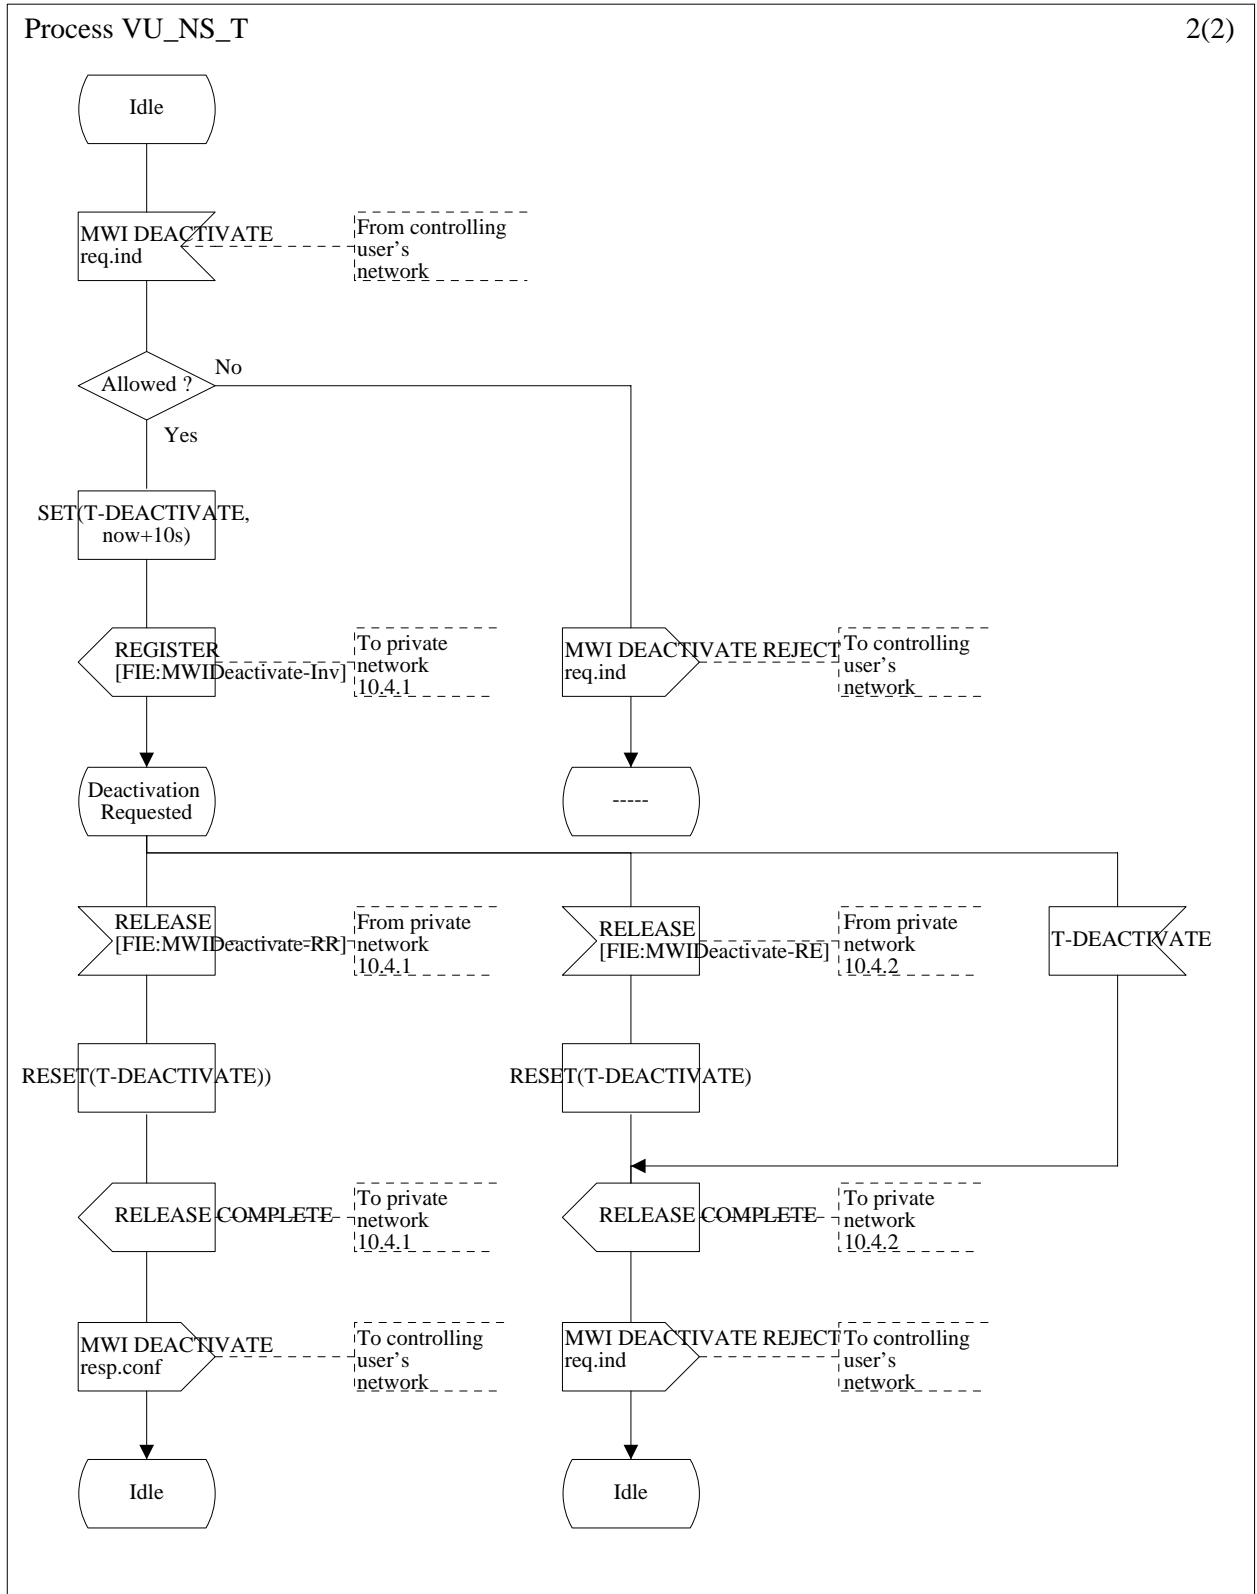 Process VU_NS_T
2(2)
Idle
MWI DEACTIVATE
req.ind
From controlling
user's
network
Allowed ?
No
Yes
SET(T-DEACTIVATE,
now+10s)
REGISTER
[FIE:MWIDeactivate-Inv]
To private
network
10.4.1
MWI DEACTIVATE REJECT
req.ind
To controlling
user's
network
Deactivation
Requested
-----
RELEASE
[FIE:MWIDeactivate-RR]
From private
network
10.4.1
RELEASE
[FIE:MWIDeactivate-RE]
From private
network
10.4.2
T-DEACTIVATE
RESET(T-DEACTIVATE))
RESET(T-DEACTIVATE)
RELEASE COMPLETE
To private
network
10.4.1
RELEASE COMPLETE
To private
network
10.4.2
MWI DEACTIVATE
resp.conf
To controlling
user's
network
MWI DEACTIVATE REJECT
req.ind
To controlling
user's
network
Idle
Idle